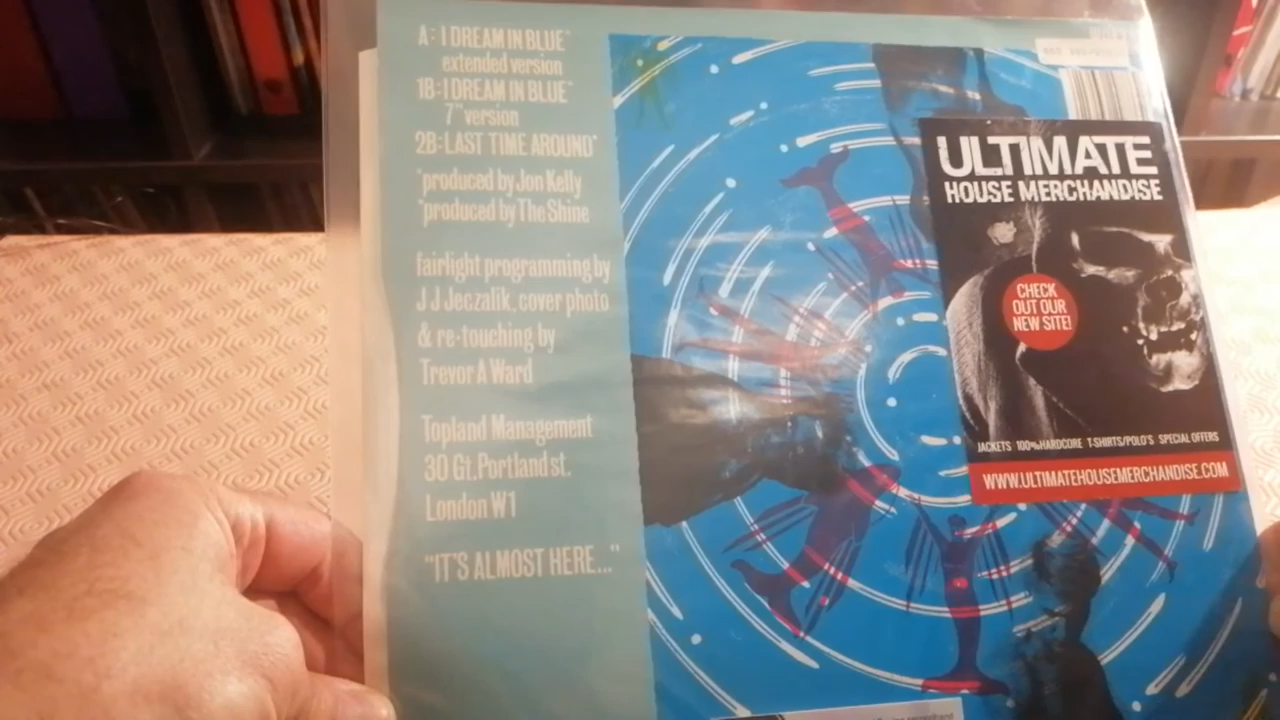 A: I DREAM IN BLUE*
extended version
1B: I DREAM IN BLUE*
7" version
2B: LAST TIME AROUND*
*produced by Jon Kelly
*produced by The Shine
fairlight programming by
J J Jeczalik, cover photo
& re-touching by
Trevor A Ward
Topland Management
30 Gt. Portland st.
London W1
"IT'S ALMOST HERE..."
ULTIMATE
HOUSE MERCHANDISE
CHECK
OUT OUR
NEW SITE!
JACKETS 100%HARDCORE T-SHIRTS/POLO'S SPECIAL OFFERS
WWW.ULTIMATEHOUSEMERCHANDISE.COM